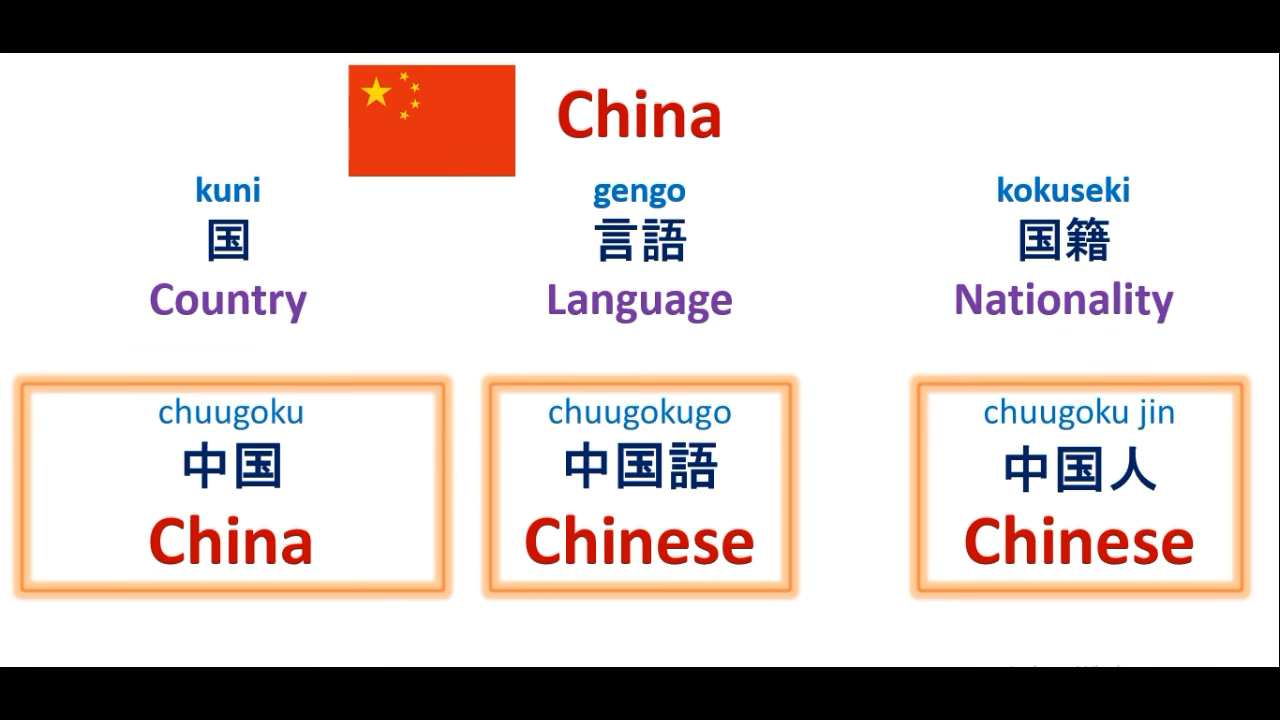 China
kuni
国
Country
gengo
言語
Language
kokuseki
国籍
Nationality
chuugoku
中国
China
chuugokugo
中国語
Chinese
chuugoku jin
中国人
Chinese